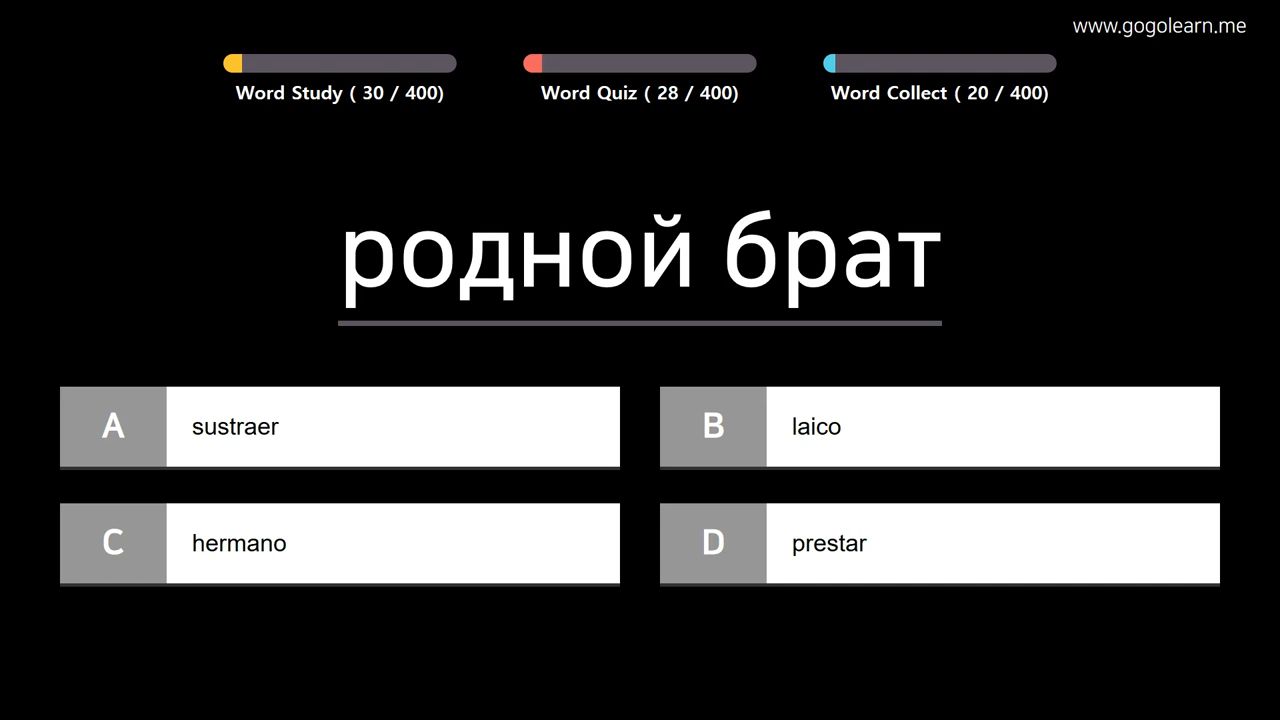 www.gogolearn.me
Word Study ( 30 / 400)
Word Quiz ( 28 / 400)
Word Collect ( 20 / 400)
родной брат
A sustraer
B laico
C hermano
D prestar